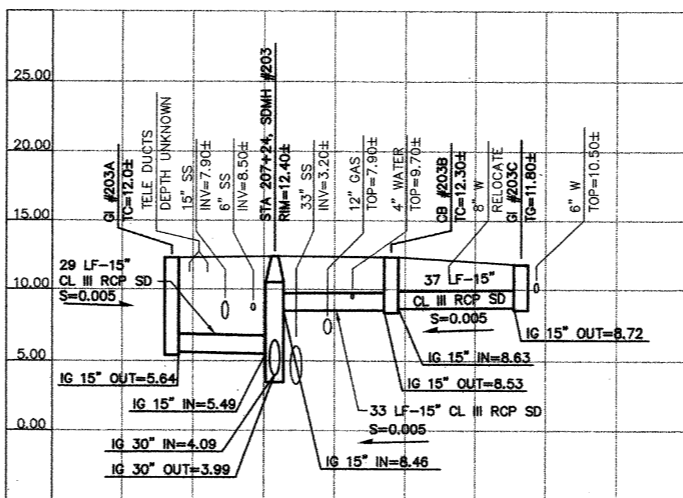 25.00
20.00
15.00
10.00
5.00
0.00
GI #203A
TC=12.0±
TELE DUCTS
DEPTH UNKNOWN
15" SS
INV=7.90±
6" SS
INV=8.50±
STA 207+24, SDMH #203
RIM=12.40±
33" SS
INV=3.20±
12" GAS
TOP=7.90±
4" WATER
TOP=9.70±
CB #203B
TC=12.30±
8" W
RELOCATE
GI #203C
TG=11.80±
6" W
TOP=10.50±
29 LF-15"
CL III RCP SD
S=0.005
37 LF-15"
CL III RCP SD
S=0.005
IG 15" OUT=8.72
IG 15" IN=8.63
IG 15" OUT=8.53
IG 15" OUT=5.64
IG 15" IN=5.49
33 LF-15" CL III RCP SD
S=0.005
IG 30" IN=4.09
IG 30" OUT=3.99
IG 15" IN=8.46